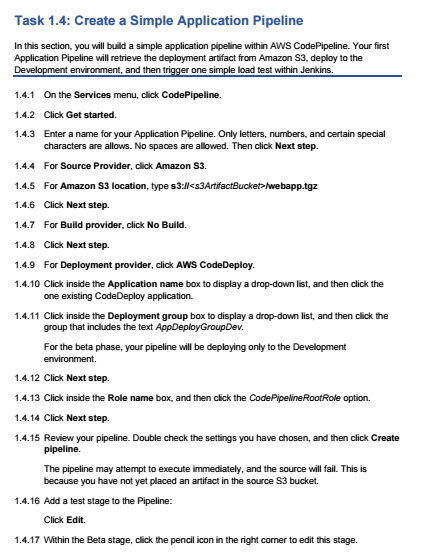 Task 1.4: Create a Simple Application Pipeline
In this section, you will build a simple application pipeline within AWS CodePipeline. Your first
Application Pipeline will retrieve the deployment artifact from Amazon S3, deploy to the
Development environment, and then trigger one simple load test within Jenkins.
1.4.1 On the Services menu, click CodePipeline.
1.4.2 Click Get started.
1.4.3 Enter a name for your Application Pipeline. Only letters, numbers, and certain special
characters are allows. No spaces are allowed. Then click Next step.
1.4.4 For Source Provider, click Amazon S3.
1.4.5 For Amazon S3 location, type s3://<s3ArtifactBucket>/webapp.tgz
1.4.6 Click Next step.
1.4.7 For Build provider, click No Build.
1.4.8 Click Next step.
1.4.9 For Deployment provider, click AWS CodeDeploy.
1.4.10 Click inside the Application name box to display a drop-down list, and then click the
one existing CodeDeploy application.
1.4.11 Click inside the Deployment group box to display a drop-down list, and then click the
group that includes the text AppDeployGroupDev.
For the beta phase, your pipeline will be deploying only to the Development
environment.
1.4.12 Click Next step.
1.4.13 Click inside the Role name box, and then click the CodePipelineRootRole option.
1.4.14 Click Next step.
1.4.15 Review your pipeline. Double check the settings you have chosen, and then click Create
pipeline.
The pipeline may attempt to execute immediately, and the source will fail. This is
because you have not yet placed an artifact in the source S3 bucket.
1.4.16 Add a test stage to the Pipeline:
Click Edit.
1.4.17 Within the Beta stage, click the pencil icon in the right corner to edit this stage.